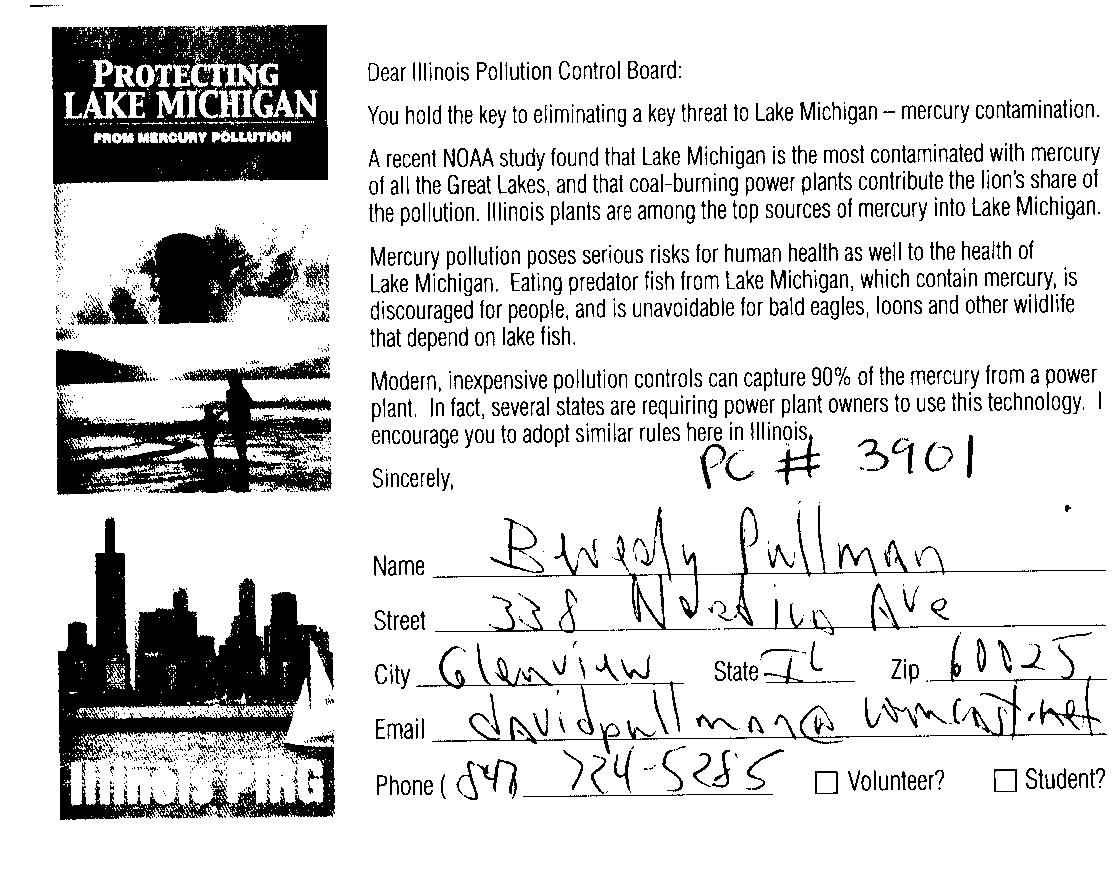 PROTECTING
LAKE MICHIGAN
FROM MERCURY POLLUTION
Illinois PIRG
Dear Illinois Pollution Control Board:
You hold the key to eliminating a key threat to Lake Michigan – mercury contamination.
A recent NOAA study found that Lake Michigan is the most contaminated with mercury
of all the Great Lakes, and that coal-burning power plants contribute the lion's share of
the pollution. Illinois plants are among the top sources of mercury into Lake Michigan.
Mercury pollution poses serious risks for human health as well to the health of
Lake Michigan. Eating predator fish from Lake Michigan, which contain mercury, is
discouraged for people, and is unavoidable for bald eagles, loons and other wildlife
that depend on lake fish.
Modern, inexpensive pollution controls can capture 90% of the mercury from a power
plant. In fact, several states are requiring power plant owners to use this technology. I
encourage you to adopt similar rules here in Illinois.
PC # 3901
Sincerely,
Name Beverly Pullman
Street 338 Ave
City Glenview State IL Zip 60025
Email davidpullman@comcast.net
Phone (847 724-5285 Volunteer? Student?